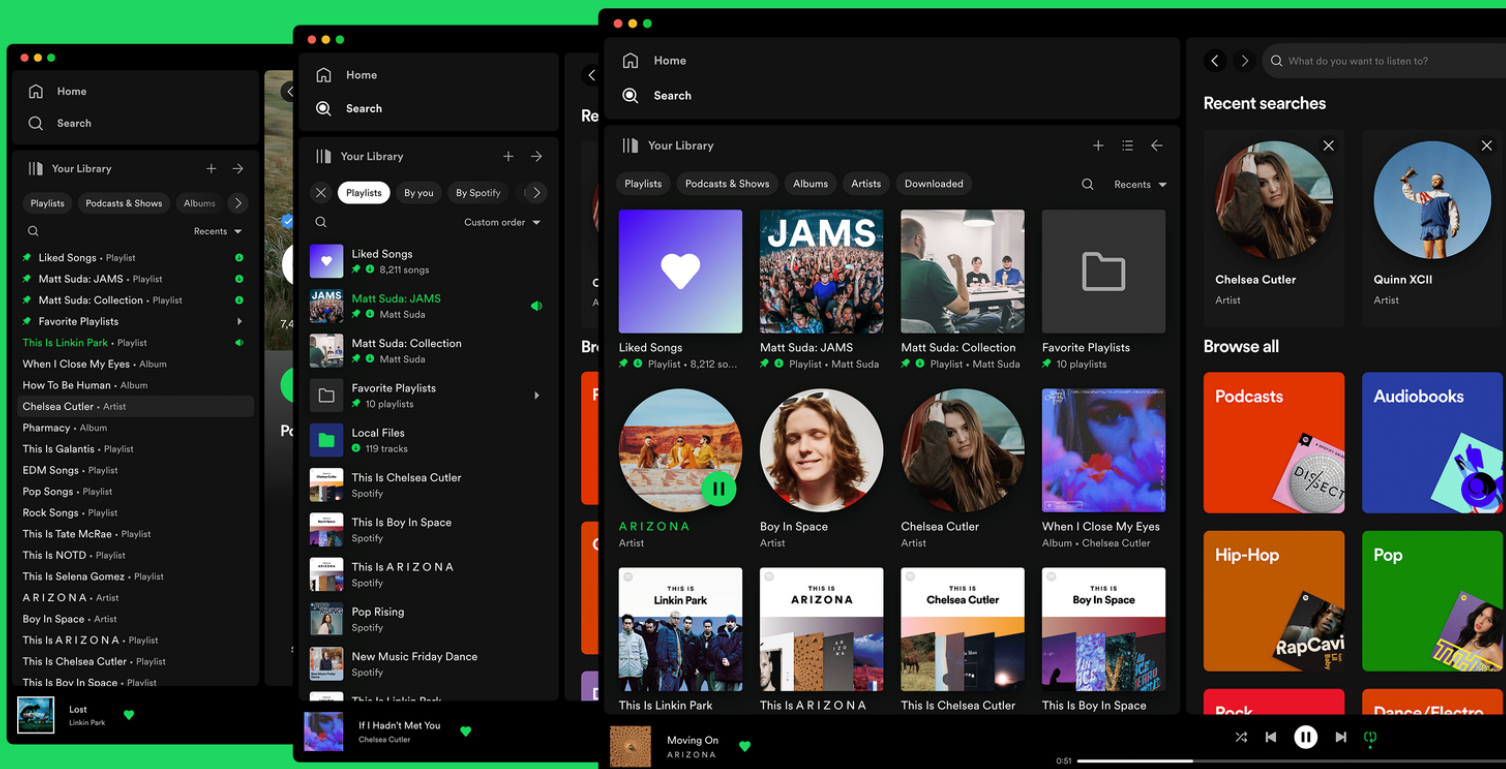 Home
Search
Your Library
Playlists
Podcasts & Shows
Albums
Recents
Liked Songs • Playlist
Matt Suda: JAMS • Playlist
Matt Suda: Collection • Playlist
Favorite Playlists
This Is Linkin Park • Playlist
When I Close My Eyes • Album
How To Be Human • Album
Chelsea Cutler • Artist
Pharmacy • Album
This Is Galantis • Playlist
EDM Songs • Playlist
Pop Songs • Playlist
Rock Songs • Playlist
This Is Tate McRae • Playlist
This Is NOTD • Playlist
This Is Selena Gomez • Playlist
A R I Z O N A • Artist
Boy In Space • Artist
This Is A R I Z O N A • Playlist
This Is Chelsea Cutler • Playlist
This Is Boy In Space • Playlist
Lost
Linkin Park
7,4
Po
Home
Search
Your Library
Playlists
By you
By Spotify
Custom order
Liked Songs
8,211 songs
JAMS
Matt Suda: JAMS
Matt Suda
Matt Suda: Collection
Matt Suda
Favorite Playlists
10 playlists
Local Files
119 tracks
This Is Chelsea Cutler
Spotify
This Is Boy In Space
Spotify
This Is A R I Z O N A
Spotify
Pop Rising
Spotify
New Music Friday Dance
Spotify
This Is Linkin Park
If I Hadn't Met You
Chelsea Cutler
Re
Br
Home
Search
Your Library
Playlists
Podcasts & Shows
Albums
Artists
Downloaded
Recents
JAMS
Liked Songs
Playlist • 8,212 so...
Matt Suda: JAMS
Playlist • Matt Suda
Matt Suda: Collection
Playlist • Matt Suda
Favorite Playlists
10 playlists
A R I Z O N A
Artist
Boy In Space
Artist
Chelsea Cutler
Artist
When I Close My Eyes
Album • Chelsea Cutler
THIS IS
Linkin Park
THIS IS
ARIZONA
THIS IS
Chelsea Cutler
THIS IS
Boy In Space
This Is Linkin Park
This Is A R I Z O N A
This Is Chelsea Cutler
This Is Boy In Space
What do you want to listen to?
Recent searches
Chelsea Cutler
Artist
Quinn XCII
Artist
Browse all
Podcasts
DISSECT
Audiobooks
Hip-Hop
RapCavi
Lil
Baby
Pop
Rock
Dance/Electro
Moving On
A R I Z O N A
0:51